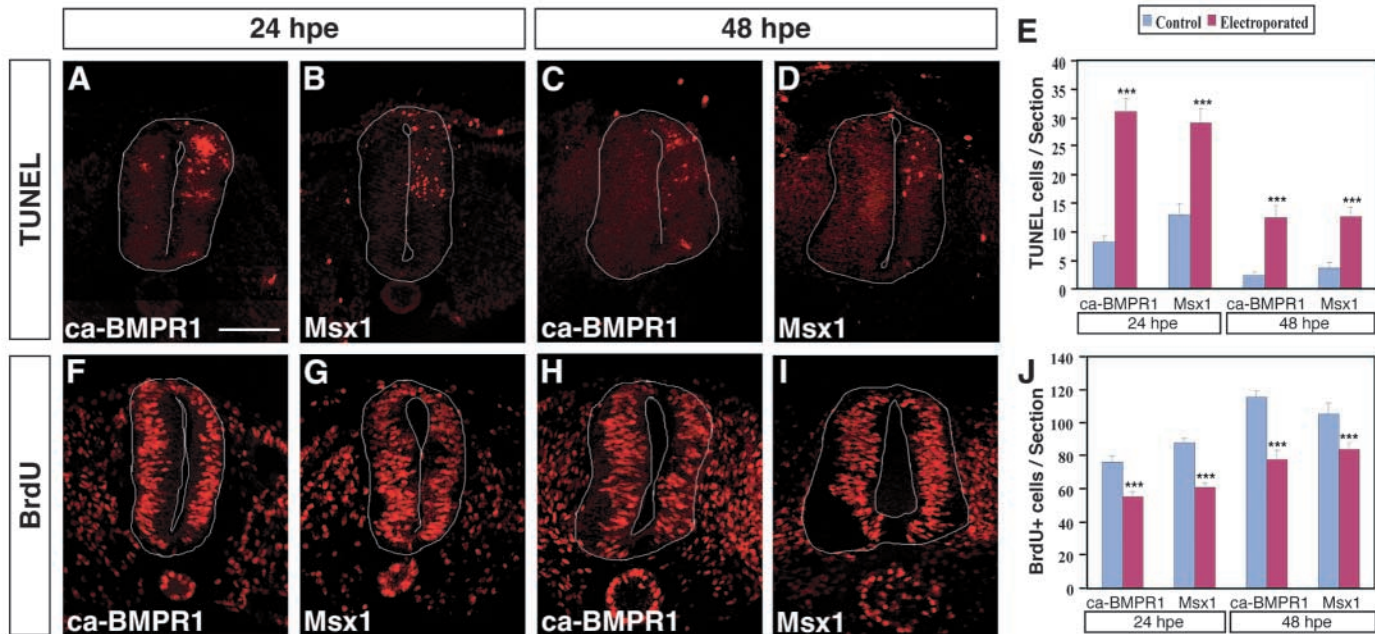 24 hpe
48 hpe
TUNEL
A
ca-BMPR1
B
Msx1
C
ca-BMPR1
D
Msx1
E
Control Electroporated
TUNEL cells / Section
40
35
30
25
20
15
10
5
0
***
***
***
***
ca-BMPR1 Msx1 ca-BMPR1 Msx1
24 hpe 48 hpe
BrdU
F
ca-BMPR1
G
Msx1
H
ca-BMPR1
I
Msx1
J
BrdU+ cells / Section
140
120
100
80
60
40
20
0
***
***
***
***
ca-BMPR1 Msx1 ca-BMPR1 Msx1
24 hpe 48 hpe